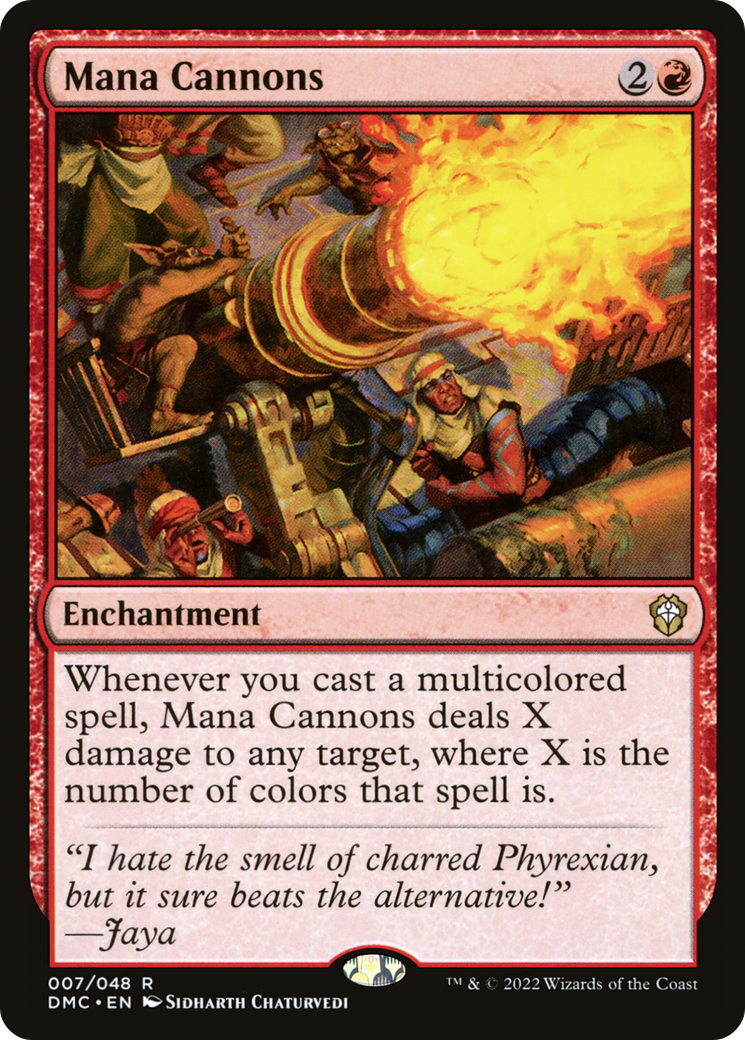 Mana Cannons 2
Enchantment
Whenever you cast a multicolored
spell, Mana Cannons deals X
damage to any target, where X is the
number of colors that spell is.
“I hate the smell of charred Phyrexian,
but it sure beats the alternative!”
—Jaya
007/048 R
DMC • EN Sidharth Chaturvedi
™ & © 2022 Wizards of the Coast